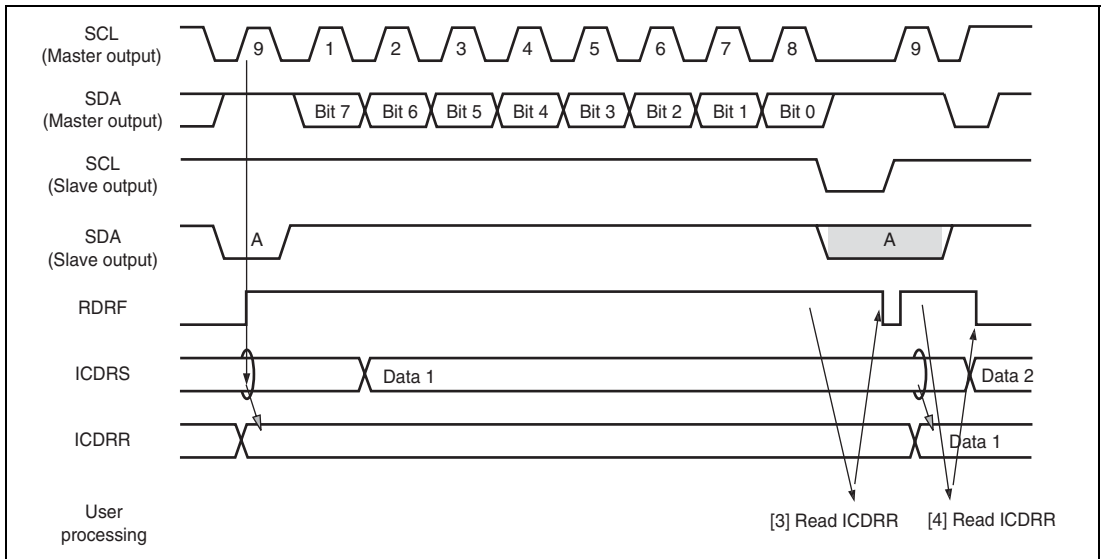 SCL
(Master output)
9 1 2 3 4 5 6 7 8 9
SDA
(Master output)
Bit 7 Bit 6 Bit 5 Bit 4 Bit 3 Bit 2 Bit 1 Bit 0
SCL
(Slave output)
SDA
(Slave output)
A A
RDRF
ICDRS
Data 1 Data 2
ICDRR
Data 1
User
processing
[3] Read ICDRR [4] Read ICDRR